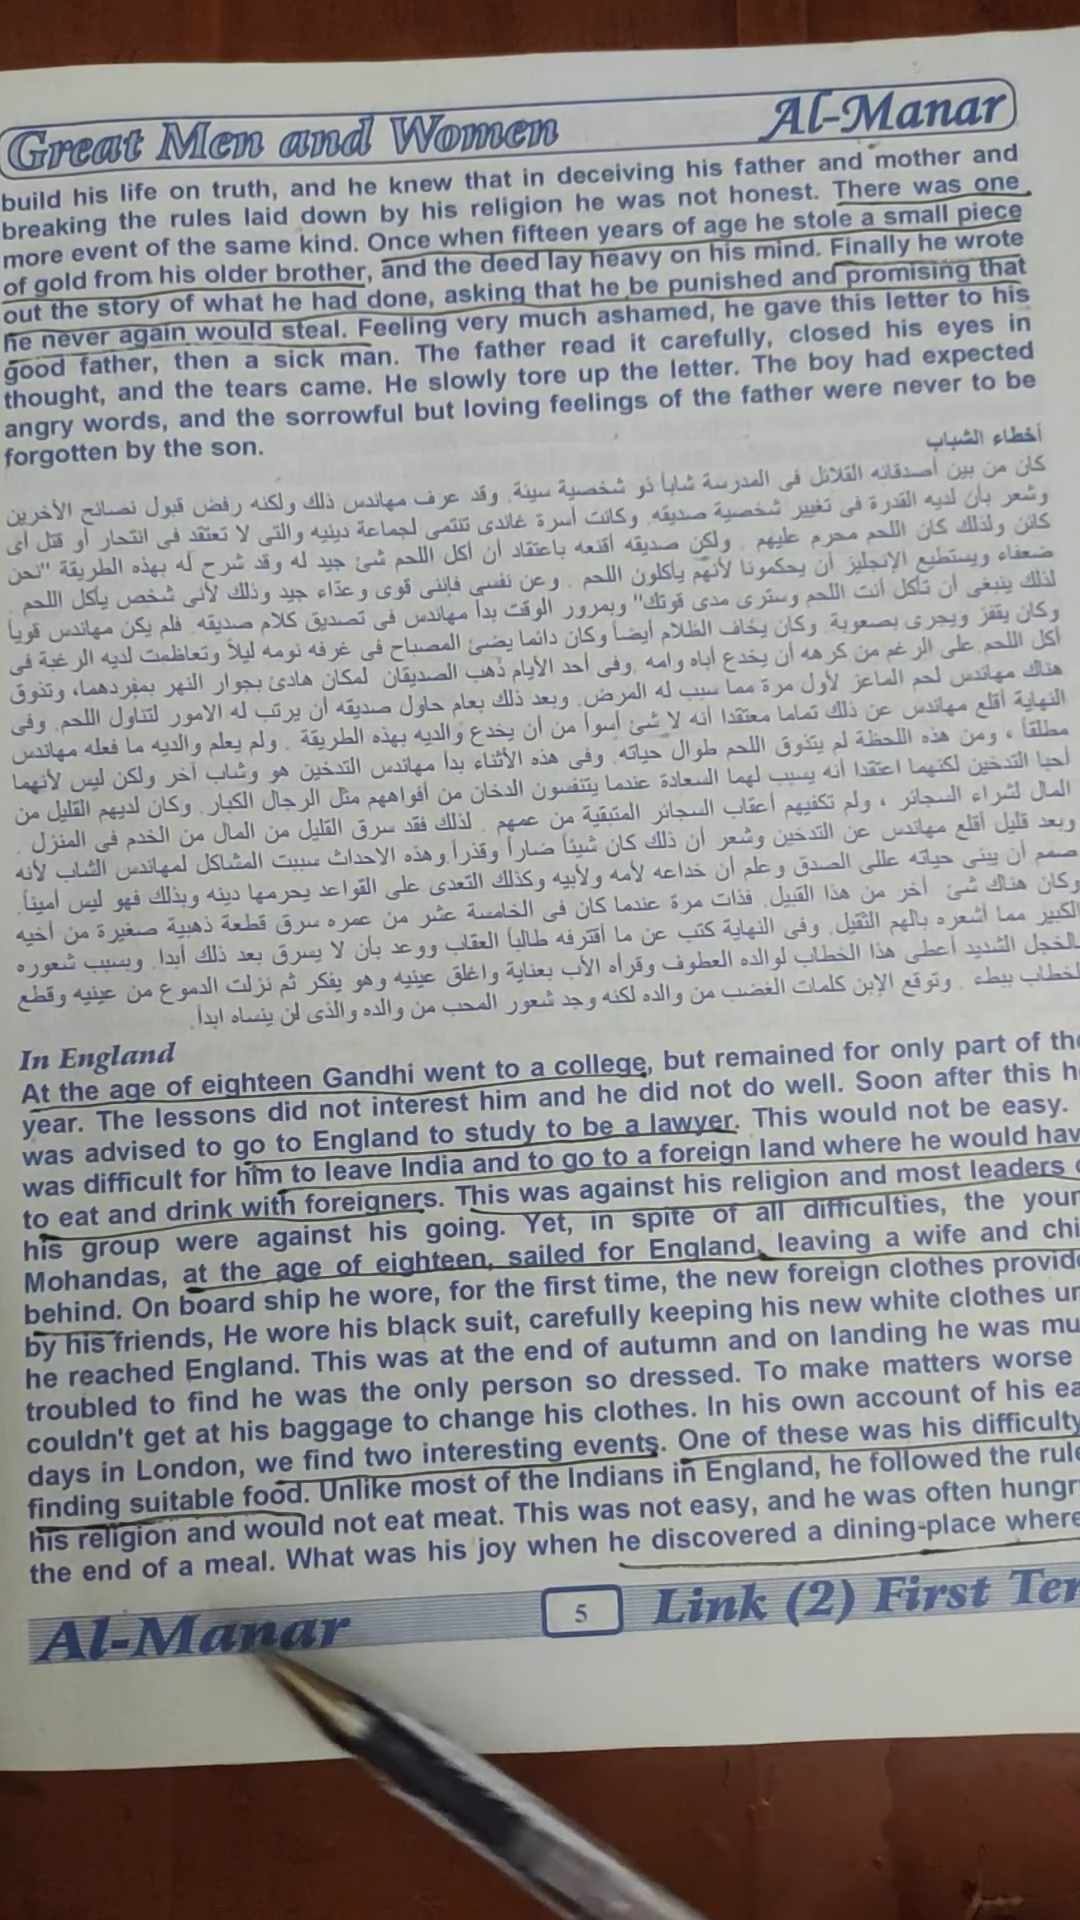 Great Men and Women
Al-Manar
build his life on truth, and he knew that in deceiving his father and mother and
breaking the rules laid down by his religion he was not honest. There was one
more event of the same kind. Once when fifteen years of age he stole a small piece
of gold from his older brother, and the deed lay heavy on his mind. Finally he wrote
out the story of what he had done, asking that he be punished and promising that
he never again would steal. Feeling very much ashamed, he gave this letter to his
good father, then a sick man. The father read it carefully, closed his eyes in
thought, and the tears came. He slowly tore up the letter. The boy had expected
angry words, and the sorrowful but loving feelings of the father were never to be
forgotten by the son.
أخطاء الشباب
كان من بين أصدقائه القلائل فى المدرسة شاباً ذو شخصية سيئة. وقد عرف مهاندس ذلك ولكنه رفض قبول نصائح الأخرين
وشعر بأن لديه القدرة فى تغيير شخصية صديقه. وكانت أسرة غاندى تنتمى لجماعة دينيه والتى لا تعتقد فى انتحار أو قتل أى
كائن ولذلك كان اللحم محرم عليهم . ولكن صديقه أقنعه باعتقاد أن أكل اللحم شئ جيد له وقد شرح له بهذه الطريقة "نحن
ضعفاء ويستطيع الإنجليز أن يحكمونا لأنهم يأكلون اللحم . وعن نفسى فإننى قوى وعذاء جيد وذلك لأنى شخص يأكل اللحم .
لذلك ينبغى أن تأكل أنت اللحم وسترى مدى قوتك" وبمرور الوقت بدأ مهاندس فى تصديق كلام صديقه. فلم يكن مهاندس قوياً
وكان يقفز ويجرى بصعوبة. وكان يخاف الظلام أيضاً وكان دائما يضئ المصباح فى غرفه نومه ليلاً وتعاظمت لديه الرغبة فى
أكل اللحم على الرغم من كرهه أن يخدع أباه وامه. وفى أحد الأيام ذهب الصديقان لمكان هادئ بجوار النهر بمفردهما، وتذوق
هناك مهاندس لحم الماعز لأول مرة مما سبب له المرض. وبعد ذلك بعام حاول صديقه أن يرتب له الامور لتناول اللحم. وفى
النهاية أقلع مهاندس عن ذلك تماما معتقدا أنه لا شئ أسوا من أن يخدع والديه بهذه الطريقة . ولم يعلم والديه ما فعله مهاندس
مطلقاً ، ومن هذه اللحظة لم يتذوق اللحم طوال حياته. وفى هذه الأثناء بدأ مهاندس التدخين هو وشاب أخر ولكن ليس لأنهما
أحبا التدخين لكنهما اعتقدا أنه يسبب لهما السعادة عندما يتنفسون الدخان من أفواههم مثل الرجال الكبار. وكان لديهم القليل من
المال لشراء السجائر ، ولم تكفيهم أعقاب السجائر المتبقية من عمهم . لذلك فقد سرق القليل من المال من الخدم فى المنزل .
وبعد قليل أقلع مهاندس عن التدخين وشعر أن ذلك كان شيئاً ضاراً وقذراً. وهذه الاحداث سببت المشاكل لمهاندس الشاب لأنه
صمم أن يبنى حياته عللى الصدق وعلم أن خداعه لأمه ولأبيه وكذلك التعدى على القواعد يحرمها دينه وبذلك فهو ليس أميناً.
وكان هناك شئ أخر من هذا القبيل. فذات مرة عندما كان فى الخامسة عشر من عمره سرق قطعة ذهبية صغيرة من أخيه
الكبير مما أشعره بالهم الثقيل. وفى النهاية كتب عن ما أقترفه طالباً العقاب ووعد بأن لا يسرق بعد ذلك أبدا. وبسبب شعوره
بالخجل الشديد أعطى هذا الخطاب لوالده العطوف وقرأه الأب بعناية واغلق عينيه وهو يفكر ثم نزلت الدموع من عينيه وقطع
لخطاب ببطء . وتوقع الإبن كلمات الغضب من والده لكنه وجد شعور المحب من والده والذى لن ينساه ابدا.
In England
At the age of eighteen Gandhi went to a college, but remained for only part of the
year. The lessons did not interest him and he did not do well. Soon after this h
was advised to go to England to study to be a lawyer. This would not be easy.
was difficult for him to leave India and to go to a foreign land where he would hav
to eat and drink with foreigners. This was against his religion and most leaders
his group were against his going. Yet, in spite of all difficulties, the youn
Mohandas, at the age of eighteen, sailed for England, leaving a wife and chi
behind. On board ship he wore, for the first time, the new foreign clothes provide
by his friends, He wore his black suit, carefully keeping his new white clothes un
he reached England. This was at the end of autumn and on landing he was mu
troubled to find he was the only person so dressed. To make matters worse
couldn't get at his baggage to change his clothes. In his own account of his ea
days in London, we find two interesting events. One of these was his difficulty
finding suitable food. Unlike most of the Indians in England, he followed the rule
his religion and would not eat meat. This was not easy, and he was often hungr
the end of a meal. What was his joy when he discovered a dining-place where
Al-Manar
5
Link (2) First Ter